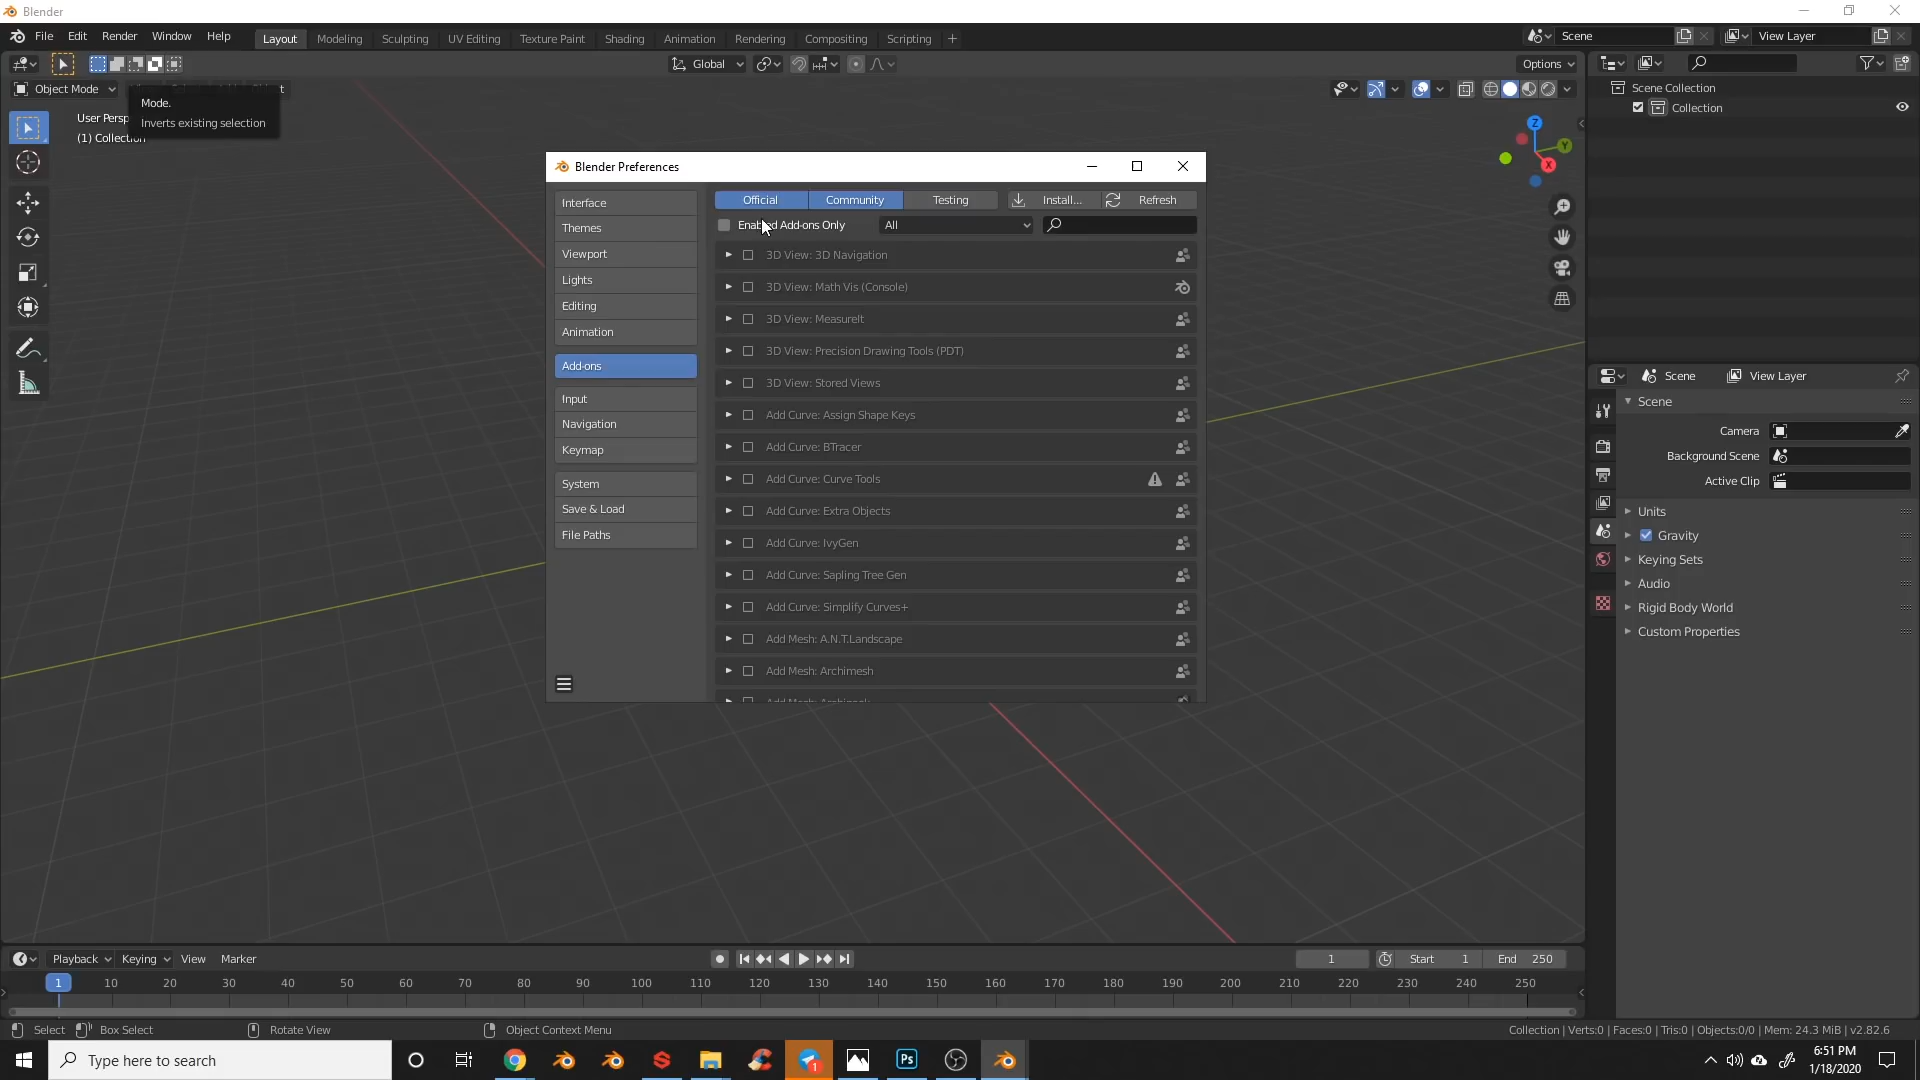 Blender
File Edit Render Window Help
Layout Modeling Sculpting UV Editing Texture Paint Shading Animation Rendering Compositing Scripting +
Scene
View Layer
Global
Options
Object Mode
Mode.
Inverts existing selection
User Persp
(1) Collection
Z
Y
X
Scene Collection
Collection
Blender Preferences
Interface
Themes
Viewport
Lights
Editing
Animation
Add-ons
Input
Navigation
Keymap
System
Save & Load
File Paths
Official Community Testing Install... Refresh
Enabled Add-ons Only All
3D View: 3D Navigation
3D View: Math Vis (Console)
3D View: MeasureIt
3D View: Precision Drawing Tools (PDT)
3D View: Stored Views
Add Curve: Assign Shape Keys
Add Curve: BTracer
Add Curve: Curve Tools
Add Curve: Extra Objects
Add Curve: IvyGen
Add Curve: Sapling Tree Gen
Add Curve: Simplify Curves+
Add Mesh: A.N.T.Landscape
Add Mesh: Archimesh
Scene View Layer
Scene
Camera
Background Scene
Active Clip
Units
Gravity
Keying Sets
Audio
Rigid Body World
Custom Properties
Playback Keying View Marker
1 Start 1 End 250
1 10 20 30 40 50 60 70 80 90 100 110 120 130 140 150 160 170 180 190 200 210 220 230 240 250
Select Box Select Rotate View Object Context Menu
Collection | Verts:0 | Faces:0 | Tris:0 | Objects:0/0 | Mem: 24.3 MiB | v2.82.6
Type here to search
1
Ps
6:51 PM
1/18/2020